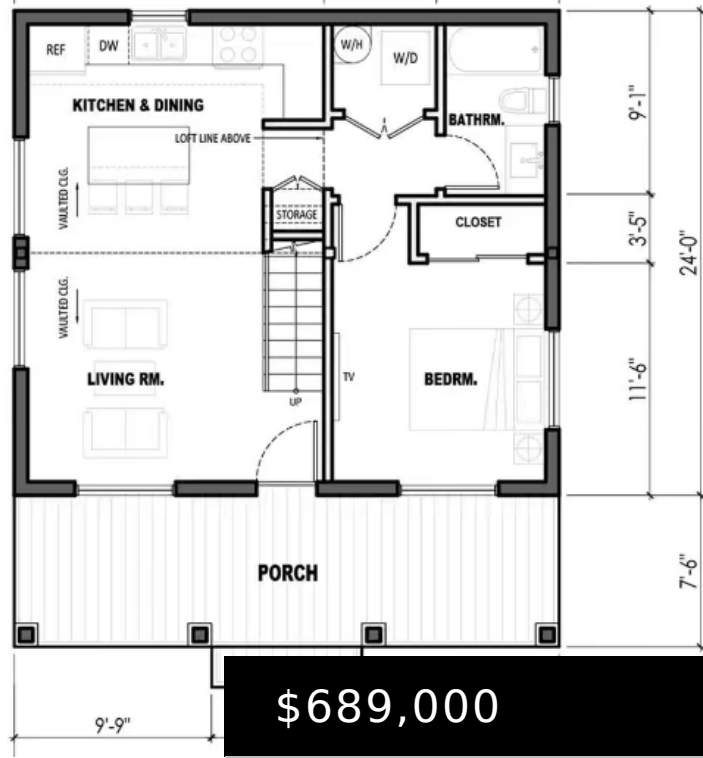 REF
DW
W/H
W/D
KITCHEN & DINING
BATHRM.
LOFT LINE ABOVE
VAULTED CLG.
STORAGE
CLOSET
VAULTED CLG.
LIVING RM.
UP
TV
BEDRM.
PORCH
9'-1"
3'-5"
24'-0"
11'-6"
7'-6"
9'-9"
$689,000